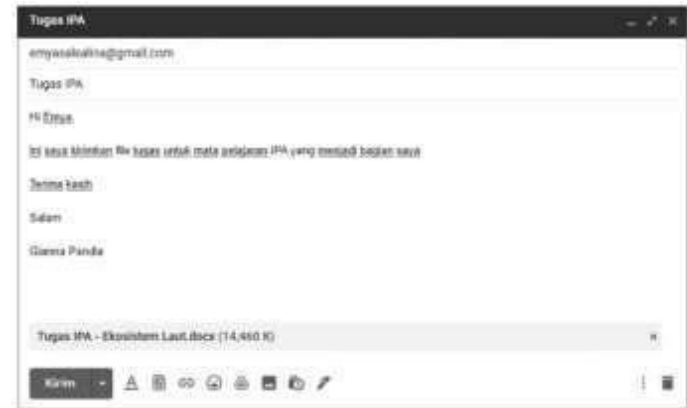 Tugas IPA
emyasalsalina@gmail.com
Tugas IPA
Hi Emya,
Ini saya kirimkan file tugas untuk mata pelajaran IPA yang menjadi bagian saya
Terima kasih
Salam
Gianna Pandia
Tugas IPA - Ekosistem Laut.docx (14,460 K)
Kirim